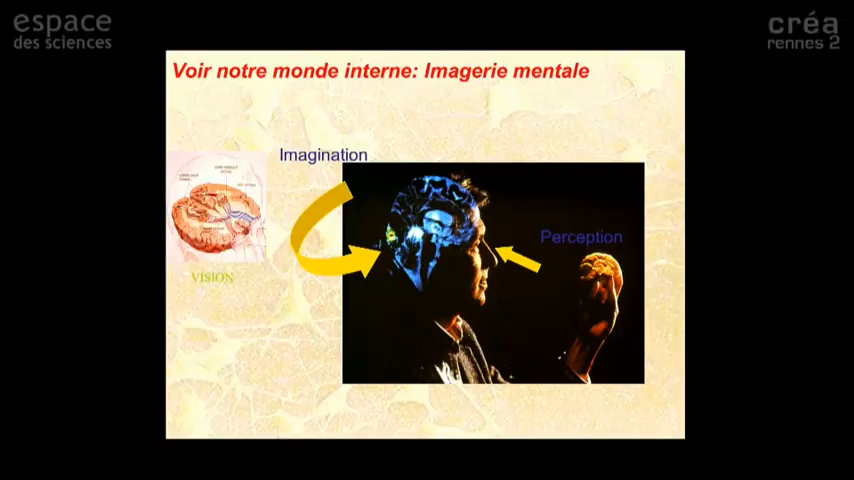 espace
des sciences
créa
rennes 2
Voir notre monde interne: Imagerie mentale
Imagination
Perception
VISION